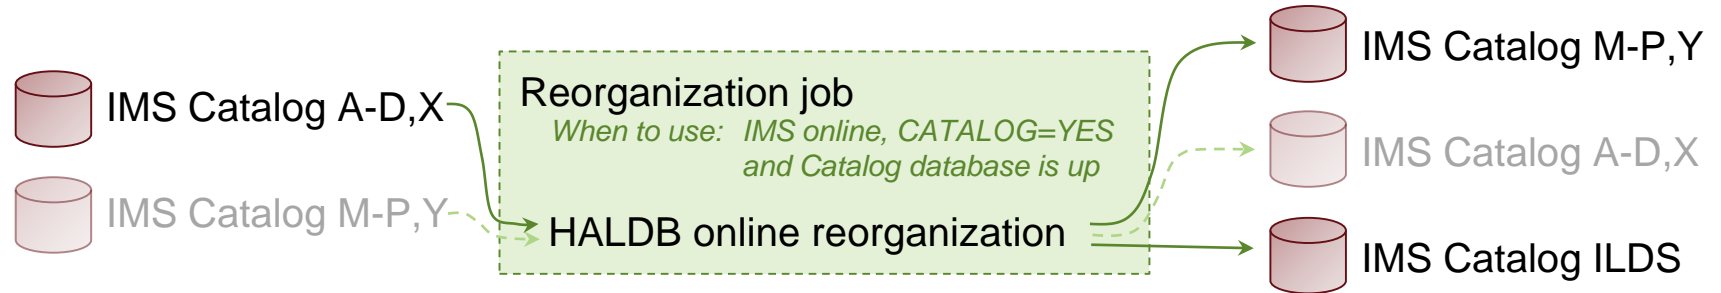 IMS Catalog A-D,X
IMS Catalog M-P,Y
Reorganization job
When to use: IMS online, CATALOG=YES
and Catalog database is up
HALDB online reorganization
IMS Catalog M-P,Y
IMS Catalog A-D,X
IMS Catalog ILDS